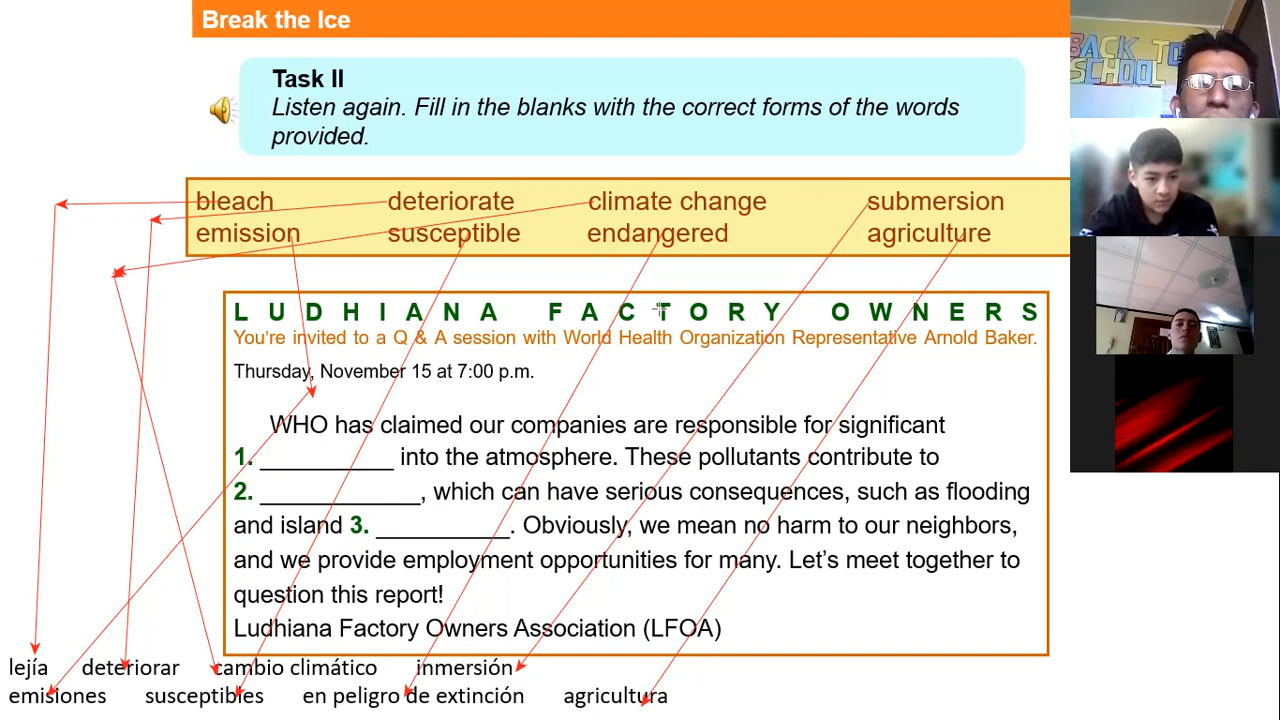 Break the Ice
BACK TO
SCHOOL
Task II
Listen again. Fill in the blanks with the correct forms of the words
provided.
bleach deteriorate climate change submersion
emission susceptible endangered agriculture
LUDHIANA FACTORY OWNERS
You're invited to a Q & A session with World Health Organization Representative Arnold Baker.
Thursday, November 15 at 7:00 p.m.
WHO has claimed our companies are responsible for significant
1. ___________ into the atmosphere. These pollutants contribute to
2. _____________, which can have serious consequences, such as flooding
and island 3. ___________. Obviously, we mean no harm to our neighbors,
and we provide employment opportunities for many. Let's meet together to
question this report!
Ludhiana Factory Owners Association (LFOA)
lejía deteriorar cambio climático inmersión
emisiones susceptibles en peligro de extinción agricultura